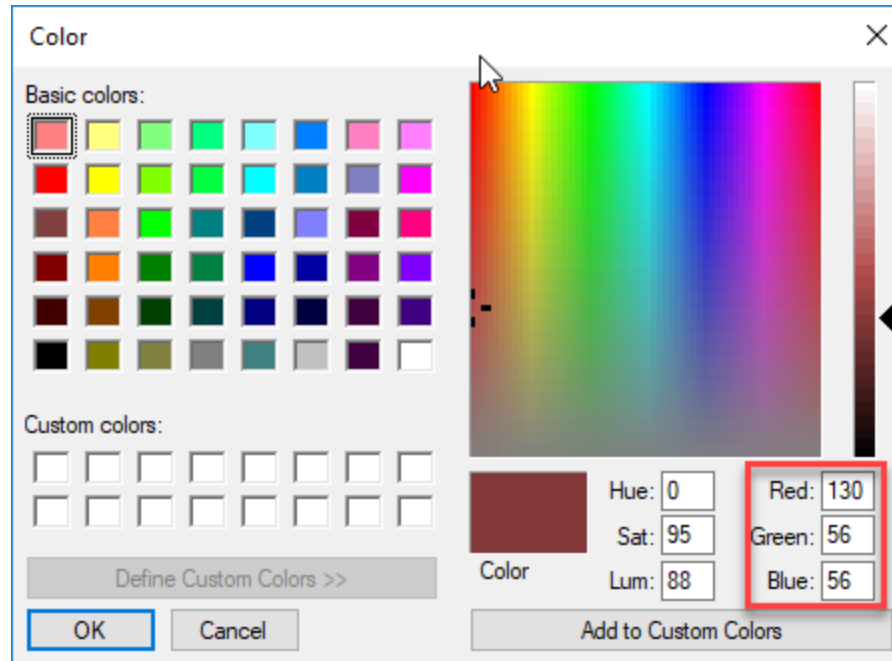 Color
Basic colors:
Custom colors:
Define Custom Colors >>
OK
Cancel
Color
Hue: 0
Sat: 95
Lum: 88
Red: 130
Green: 56
Blue: 56
Add to Custom Colors